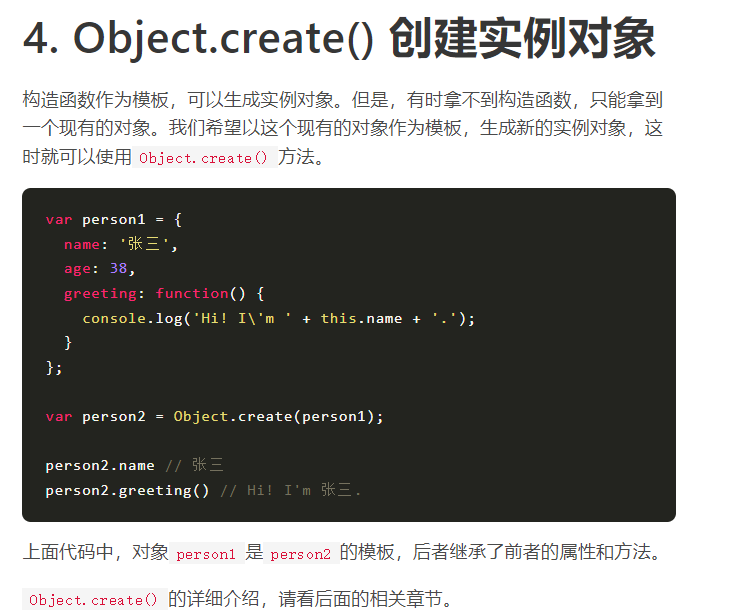 4. Object.create() 创建实例对象
构造函数作为模板，可以生成实例对象。但是，有时拿不到构造函数，只能拿到
一个现有的对象。我们希望以这个现有的对象作为模板，生成新的实例对象，这
时就可以使用 Object.create() 方法。
var person1 = {
  name: '张三',
  age: 38,
  greeting: function() {
    console.log('Hi! I\'m ' + this.name + '.');
  }
};
var person2 = Object.create(person1);
person2.name // 张三
person2.greeting() // Hi! I'm 张三.
上面代码中，对象 person1 是 person2 的模板，后者继承了前者的属性和方法。
Object.create() 的详细介绍，请看后面的相关章节。